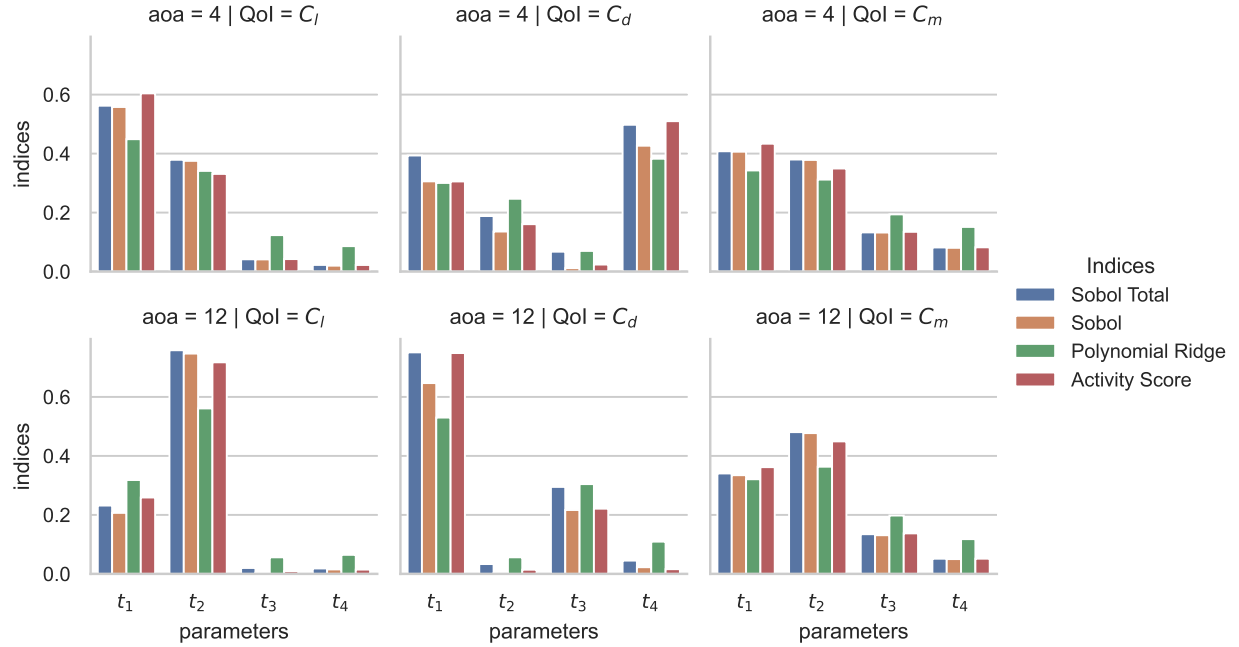 aoa = 4 | QoI = C_l
aoa = 4 | QoI = C_d
aoa = 4 | QoI = C_m
indices
0.6
0.4
0.2
0.0
Indices
Sobol Total
Sobol
Polynomial Ridge
Activity Score
aoa = 12 | QoI = C_l
aoa = 12 | QoI = C_d
aoa = 12 | QoI = C_m
indices
0.6
0.4
0.2
0.0
t_1 t_2 t_3 t_4
t_1 t_2 t_3 t_4
t_1 t_2 t_3 t_4
parameters
parameters
parameters